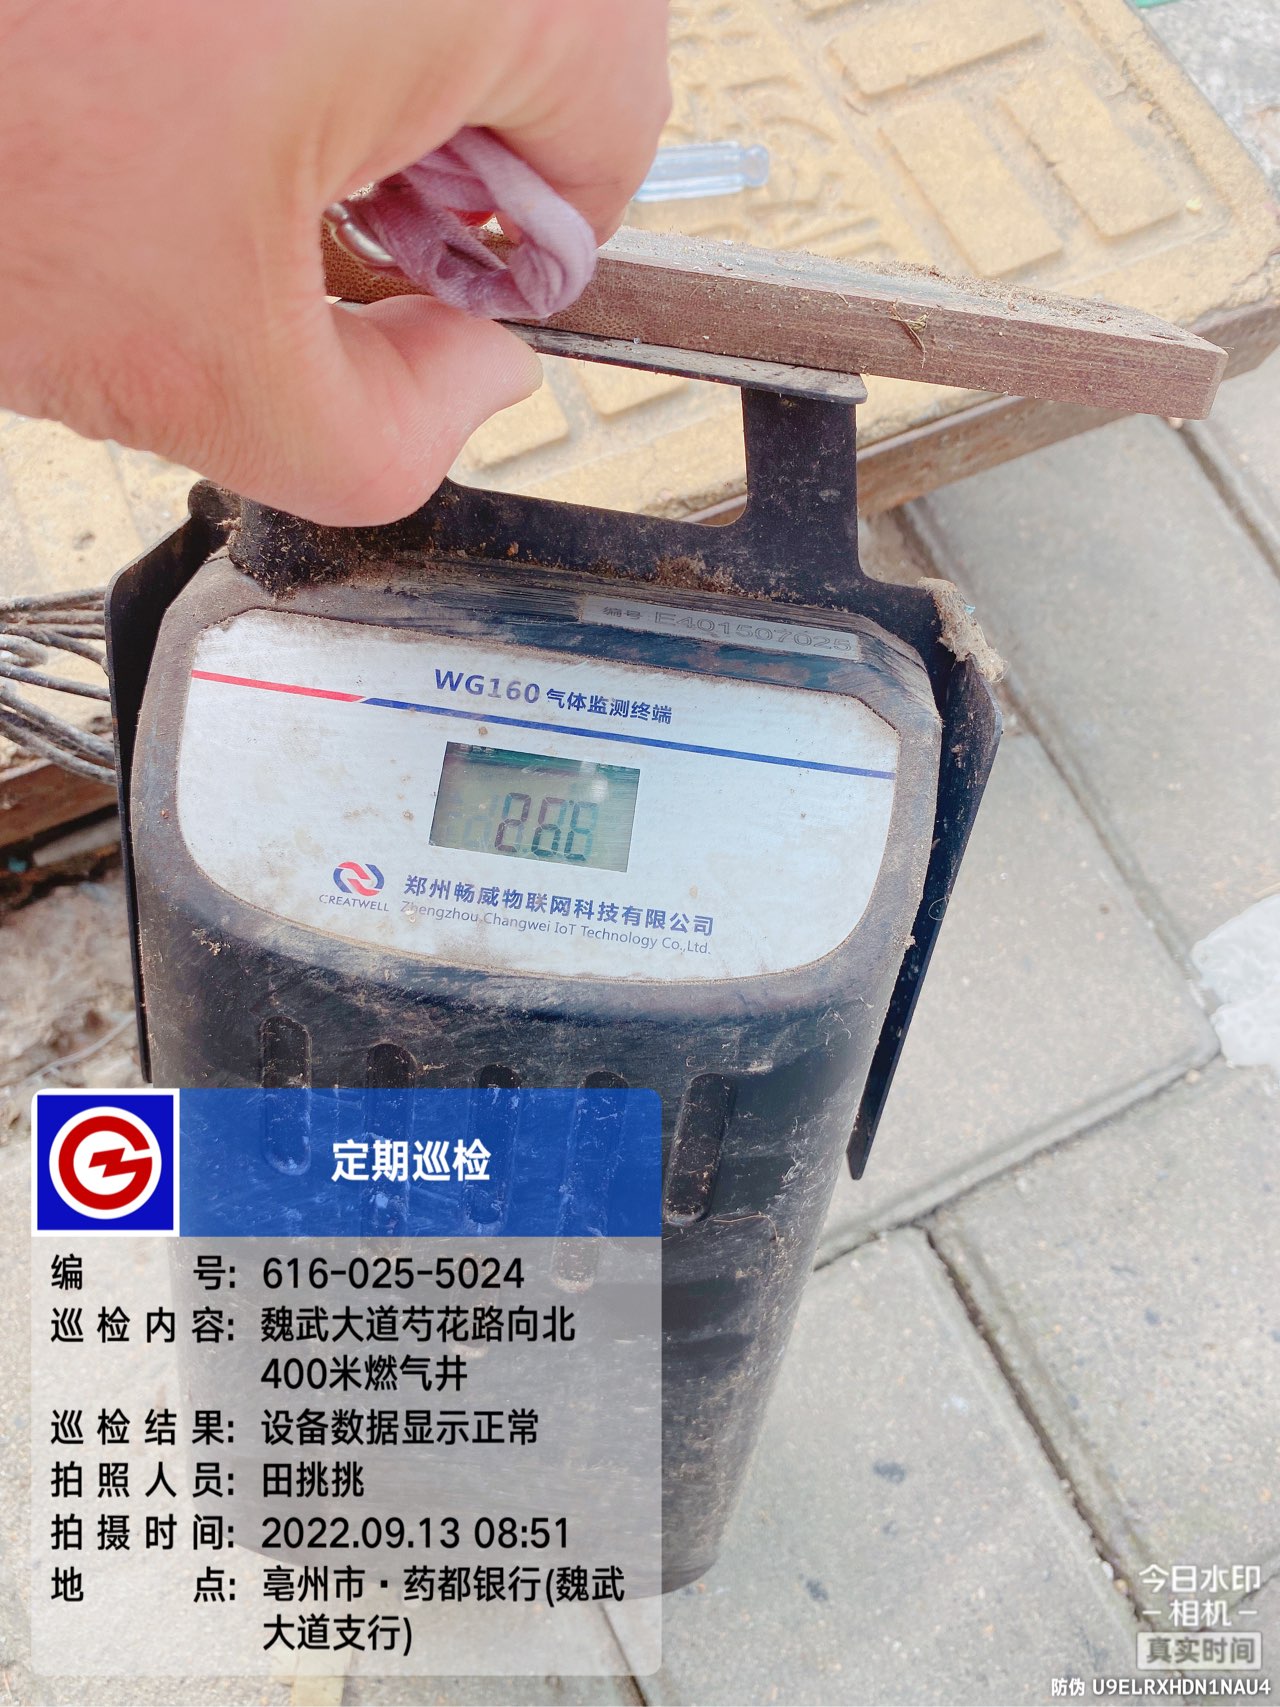 编号 E401507025
WG160 气体监测终端
CREATWELL
郑州畅威物联网科技有限公司
Zhengzhou Changwei IoT Technology Co.,Ltd.
定期巡检
编号: 616-025-5024
巡检内容: 魏武大道芍花路向北
400米燃气井
巡检结果: 设备数据显示正常
拍照人员: 田挑挑
拍摄时间: 2022.09.13 08:51
地点: 亳州市·药都银行(魏武
大道支行)
今日水印
-相机-
真实时间
防伪 U9ELRXHDN1NAU4